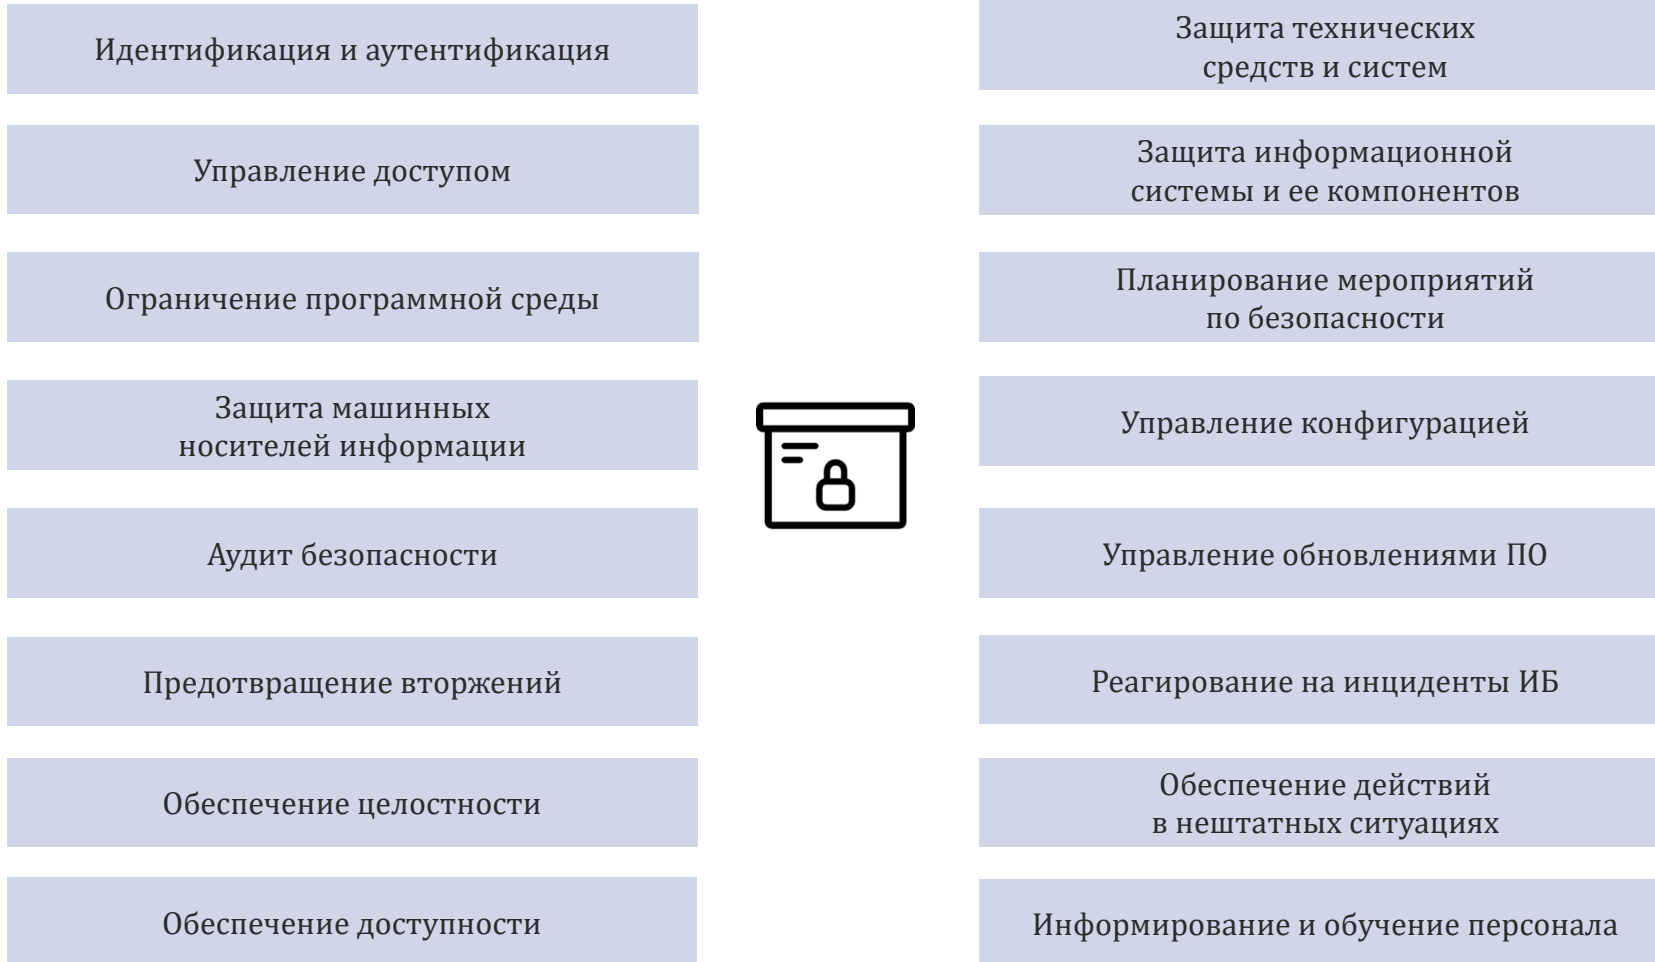 Идентификация и аутентификация
Управление доступом
Ограничение программной среды
Защита машинных
носителей информации
Аудит безопасности
Предотвращение вторжений
Обеспечение целостности
Обеспечение доступности
Защита технических
средств и систем
Защита информационной
системы и ее компонентов
Планирование мероприятий
по безопасности
Управление конфигурацией
Управление обновлениями ПО
Реагирование на инциденты ИБ
Обеспечение действий
в нештатных ситуациях
Информирование и обучение персонала